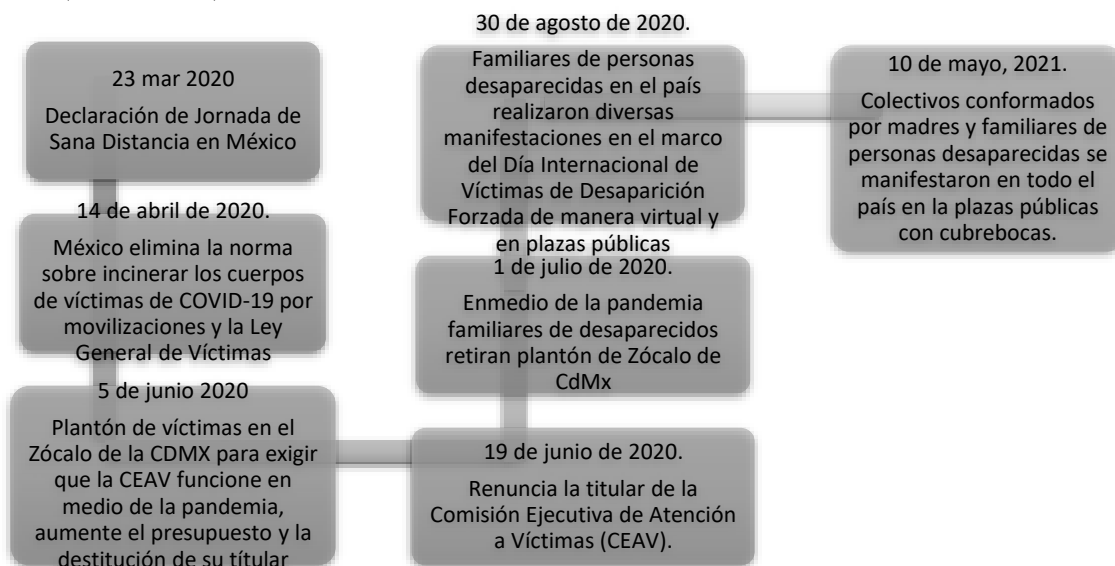 23 mar 2020
Declaración de Jornada de
Sana Distancia en México
14 de abril de 2020.
México elimina la norma
sobre incinerar los cuerpos
de víctimas de COVID-19 por
movilizaciones y la Ley
General de Víctimas
5 de junio 2020
Plantón de víctimas en el
Zócalo de la CDMX para exigir
que la CEAV funcione en
medio de la pandemia,
aumente el presupuesto y la
destitución de su títular
19 de junio de 2020.
Renuncia la titular de la
Comisión Ejecutiva de Atención
a Víctimas (CEAV).
1 de julio de 2020.
Enmedio de la pandemia
familiares de desaparecidos
retiran plantón de Zócalo de
CdMx
30 de agosto de 2020.
Familiares de personas
desaparecidas en el país
realizaron diversas
manifestaciones en el marco
del Día Internacional de
Víctimas de Desaparición
Forzada de manera virtual y
en plazas públicas
10 de mayo, 2021.
Colectivos conformados
por madres y familiares de
personas desaparecidas se
manifestaron en todo el
país en la plazas públicas
con cubrebocas.